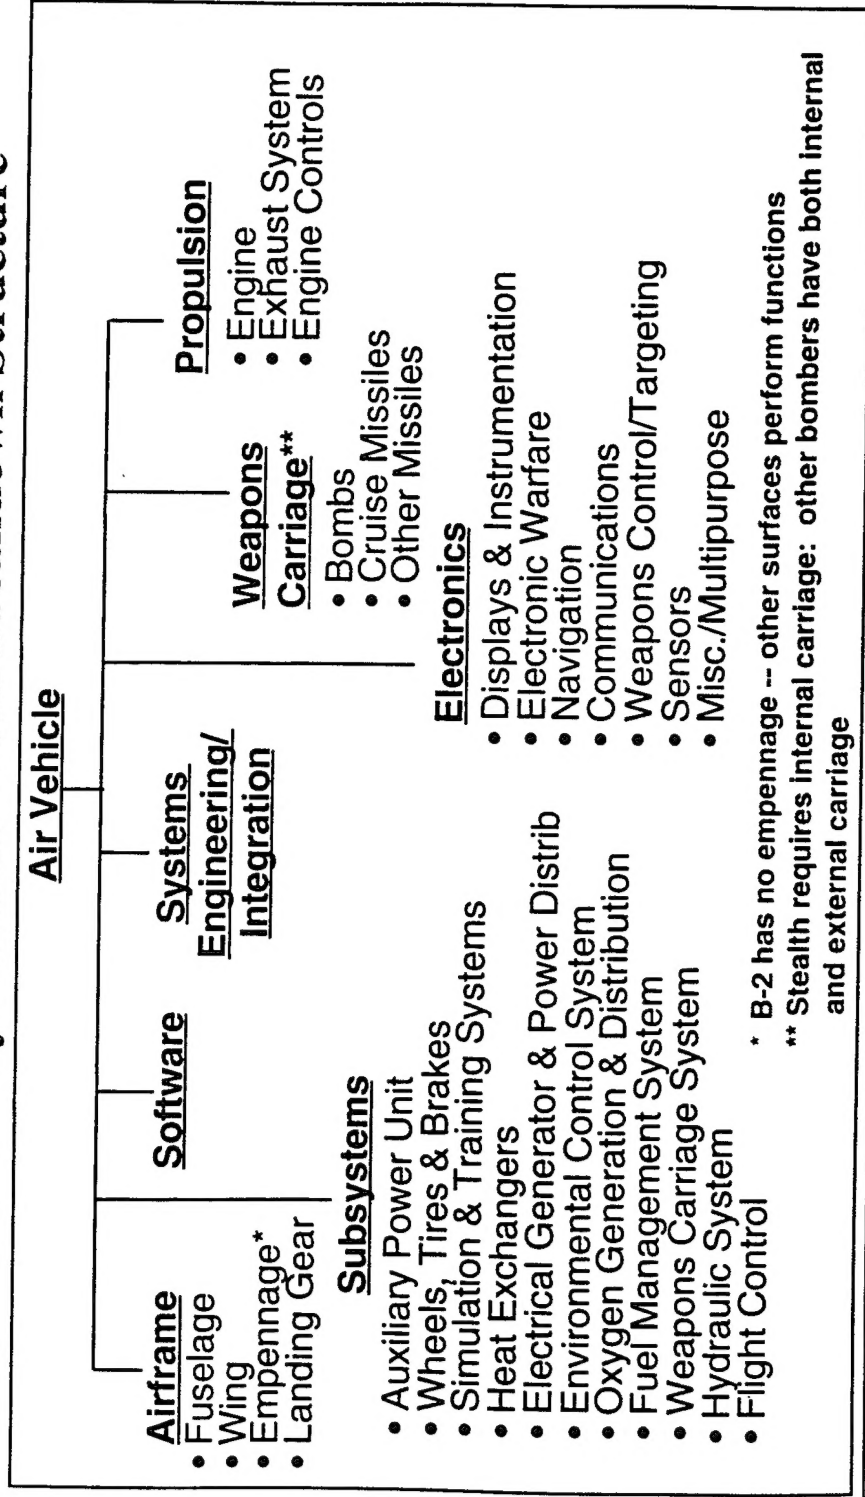 Structure
Air Vehicle
Airframe
• Fuselage
• Wing
• Empennage*
• Landing Gear
Software
Systems
Engineering/
Integration
Weapons
Carriage**
• Bombs
• Cruise Missiles
• Other Missiles
Propulsion
• Engine
• Exhaust System
• Engine Controls
Subsystems
• Auxiliary Power Unit
• Wheels, Tires & Brakes
• Simulation & Training Systems
• Heat Exchangers
• Electrical Generator & Power Distrib
• Environmental Control System
• Oxygen Generation & Distribution
• Fuel Management System
• Weapons Carriage System
• Hydraulic System
• Flight Control
Electronics
• Displays & Instrumentation
• Electronic Warfare
• Navigation
• Communications
• Weapons Control/Targeting
• Sensors
• Misc./Multipurpose
* B-2 has no empennage -- other surfaces perform functions
** Stealth requires internal carriage: other bombers have both internal
and external carriage